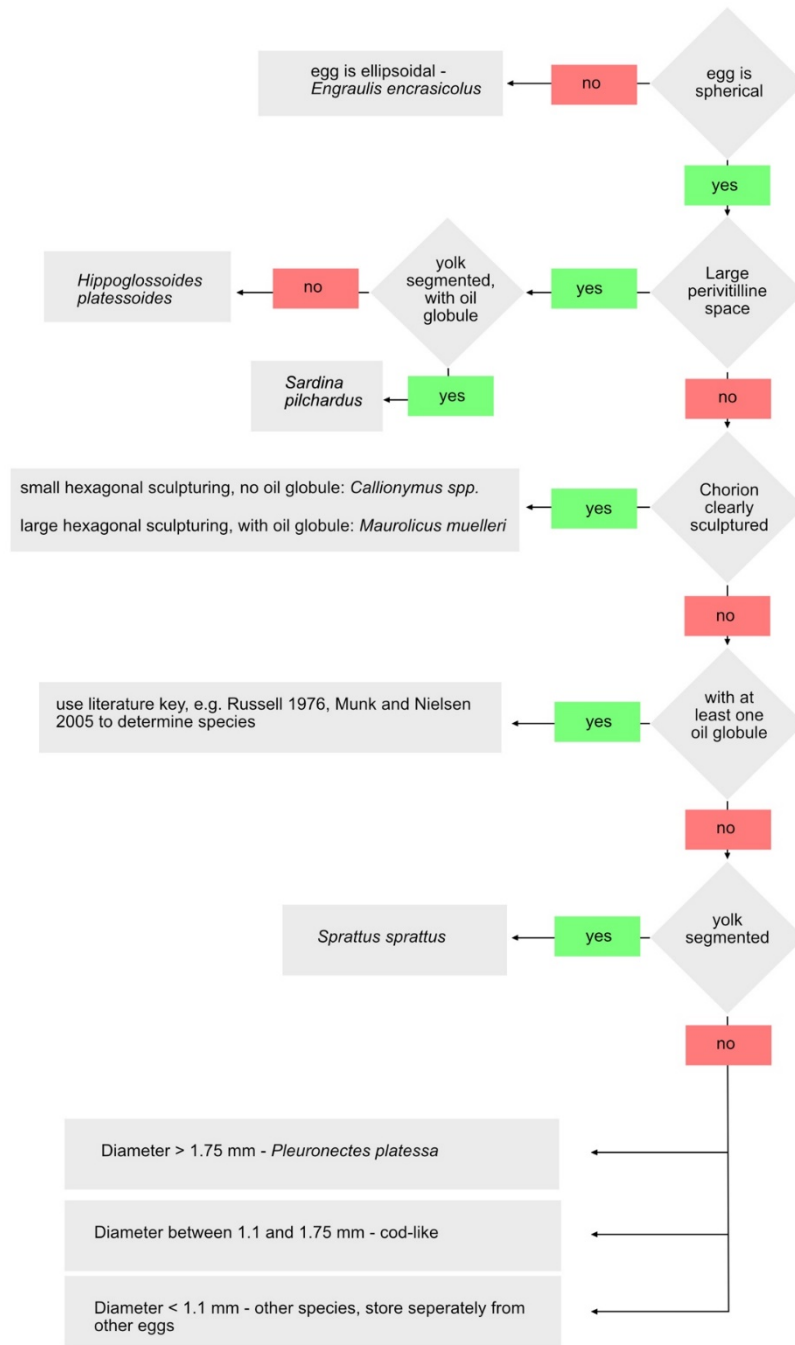 egg is ellipsoidal -
Engraulis encrasicolus
no
egg is
spherical
yes
Hippoglossoides
platessoides
no
yolk
segmented,
with oil
globule
yes
Large
perivitilline
space
Sardina
pilchardus
yes
no
small hexagonal sculpturing, no oil globule: Callionymus spp.
large hexagonal sculpturing, with oil globule: Maurolicus muelleri
yes
Chorion
clearly
sculptured
no
use literature key, e.g. Russell 1976, Munk and Nielsen
2005 to determine species
yes
with at
least one
oil globule
no
Sprattus sprattus
yes
yolk
segmented
no
Diameter > 1.75 mm - Pleuronectes platessa
Diameter between 1.1 and 1.75 mm - cod-like
Diameter < 1.1 mm - other species, store seperately from
other eggs